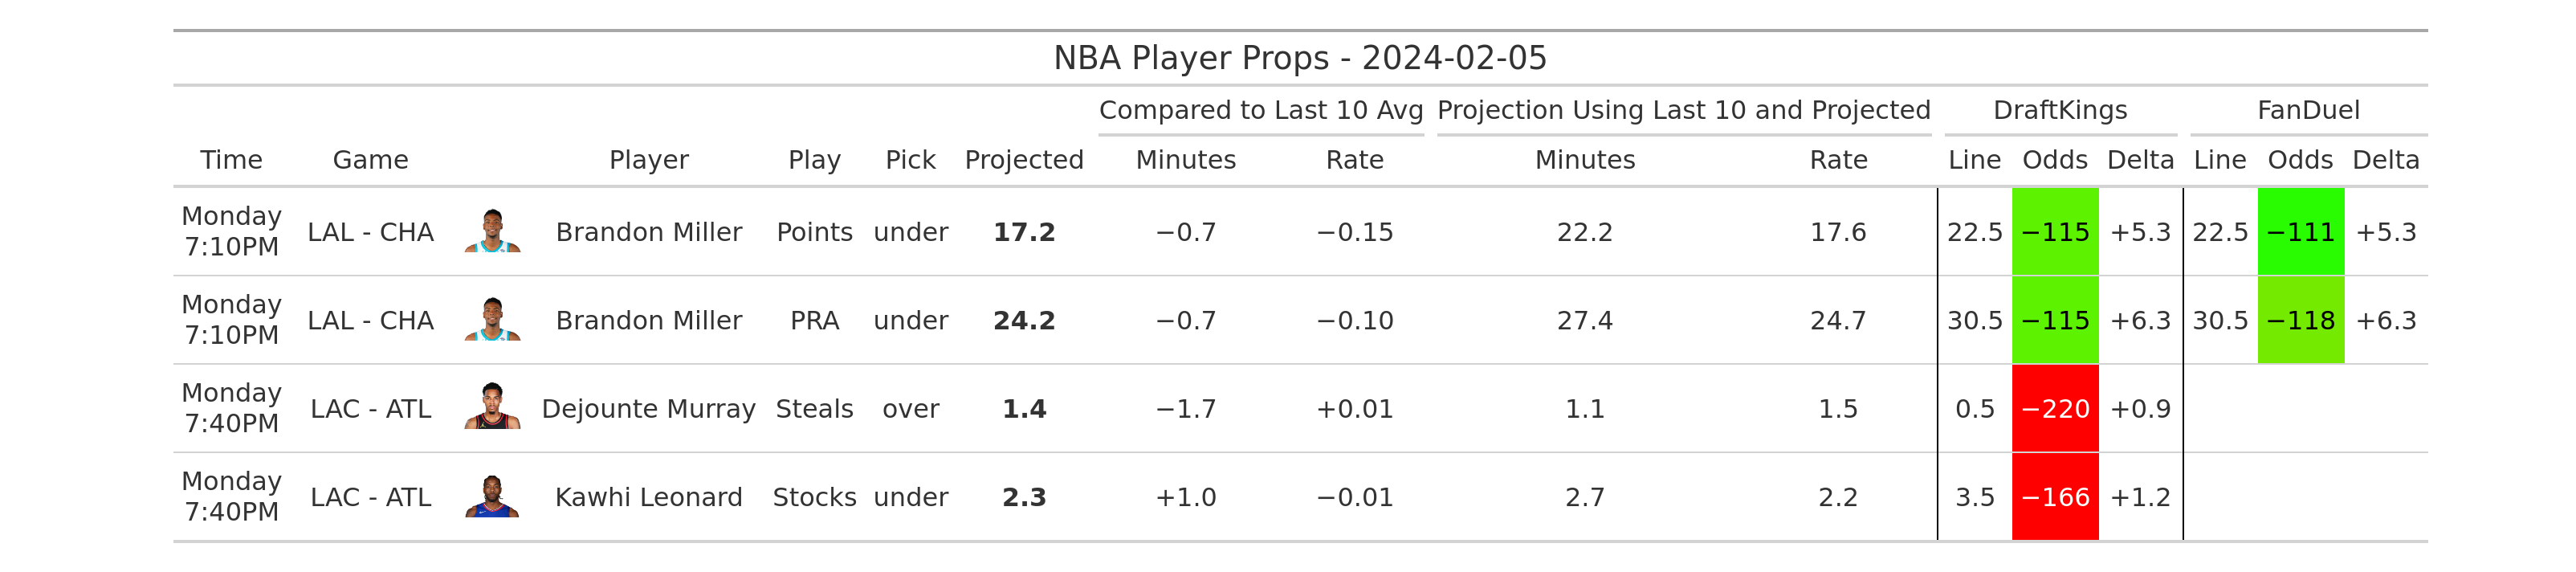 NBA Player Props - 2024-02-05
Compared to Last 10 Avg Projection Using Last 10 and Projected DraftKings FanDuel
Time Game Player Play Pick Projected Minutes Rate Minutes Rate Line Odds Delta Line Odds Delta
Monday
7:10PM LAL - CHA Brandon Miller Points under 17.2 −0.7 −0.15 22.2 17.6 22.5 −115 +5.3 22.5 −111 +5.3
Monday
7:10PM LAL - CHA Brandon Miller PRA under 24.2 −0.7 −0.10 27.4 24.7 30.5 −115 +6.3 30.5 −118 +6.3
Monday
7:40PM LAC - ATL Dejounte Murray Steals over 1.4 −1.7 +0.01 1.1 1.5 0.5 −220 +0.9
Monday
7:40PM LAC - ATL Kawhi Leonard Stocks under 2.3 +1.0 −0.01 2.7 2.2 3.5 −166 +1.2